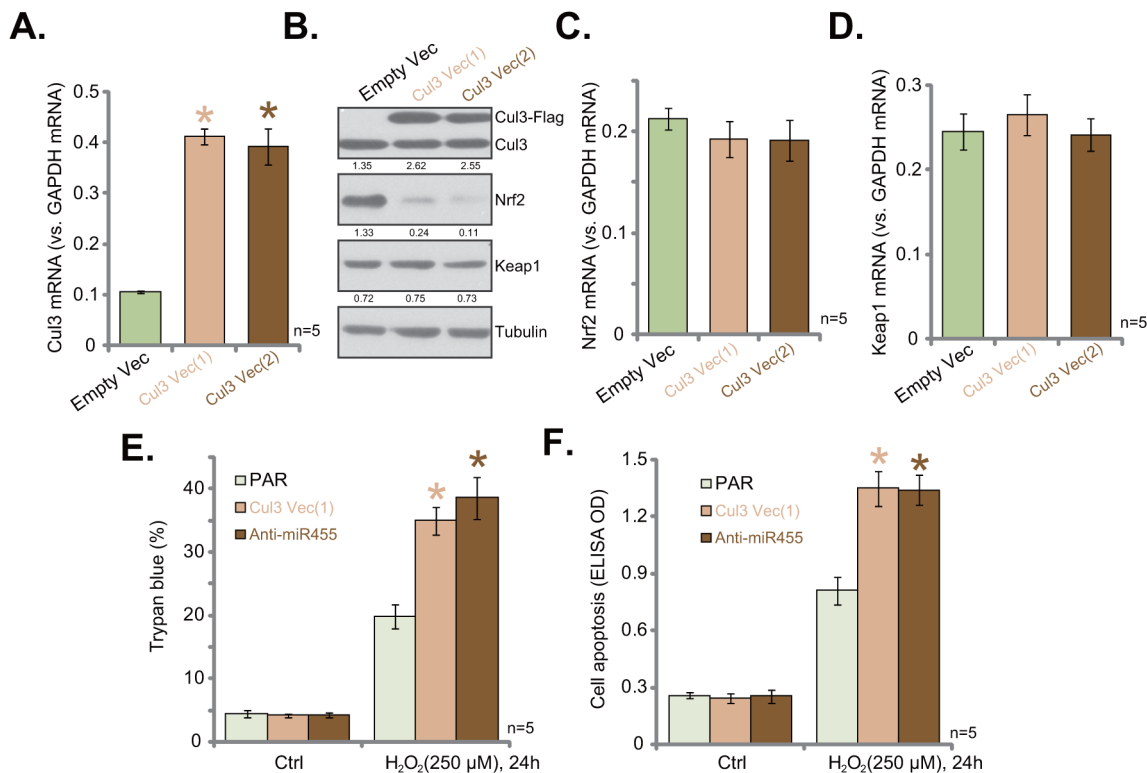 A.
Cul3 mRNA (vs. GAPDH mRNA)
0.5
0.4
0.3
0.2
0.1
0
*
*
n=5
Empty Vec
Cul3 Vec(1)
Cul3 Vec(2)
B.
Empty Vec
Cul3 Vec(1)
Cul3 Vec(2)
Cul3-Flag
Cul3
1.35 2.62 2.55
Nrf2
1.33 0.24 0.11
Keap1
0.72 0.75 0.73
Tubulin
C.
Nrf2 mRNA (vs. GAPDH mRNA)
0.2
0.1
0
n=5
Empty Vec
Cul3 Vec(1)
Cul3 Vec(2)
D.
Keap1 mRNA (vs. GAPDH mRNA)
0.3
0.2
0.1
0
n=5
Empty Vec
Cul3 Vec(1)
Cul3 Vec(2)
E.
Trypan blue (%)
40
30
20
10
0
PAR
Cul3 Vec(1)
Anti-miR455
*
*
n=5
Ctrl
H₂O₂(250 μM), 24h
F.
Cell apoptosis (ELISA OD)
1.5
1.2
0.9
0.6
0.3
0
PAR
Cul3 Vec(1)
Anti-miR455
*
*
n=5
Ctrl
H₂O₂(250 μM), 24h